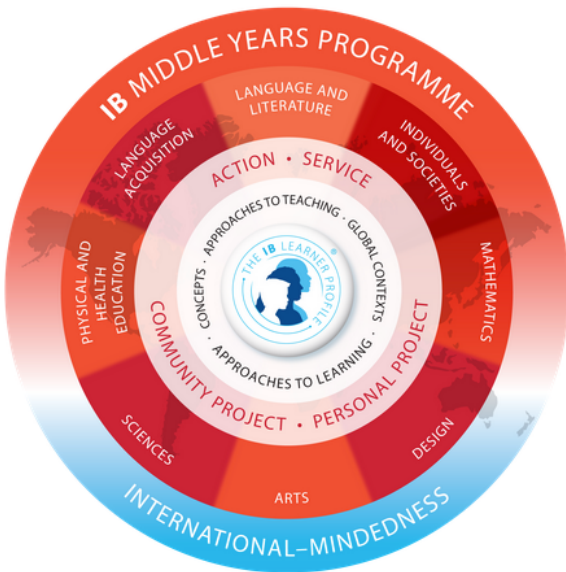 IB MIDDLE YEARS PROGRAMME
LANGUAGE AND
LITERATURE
LANGUAGE
ACQUISITION
INDIVIDUALS
AND SOCIETIES
PHYSICAL AND
HEALTH
EDUCATION
MATHEMATICS
SCIENCES
DESIGN
ARTS
ACTION • SERVICE
COMMUNITY PROJECT • PERSONAL PROJECT
· CONCEPTS · APPROACHES TO TEACHING · GLOBAL CONTEXTS ·
APPROACHES TO LEARNING
· THE IB LEARNER PROFILE ·
®
INTERNATIONAL–MINDEDNESS